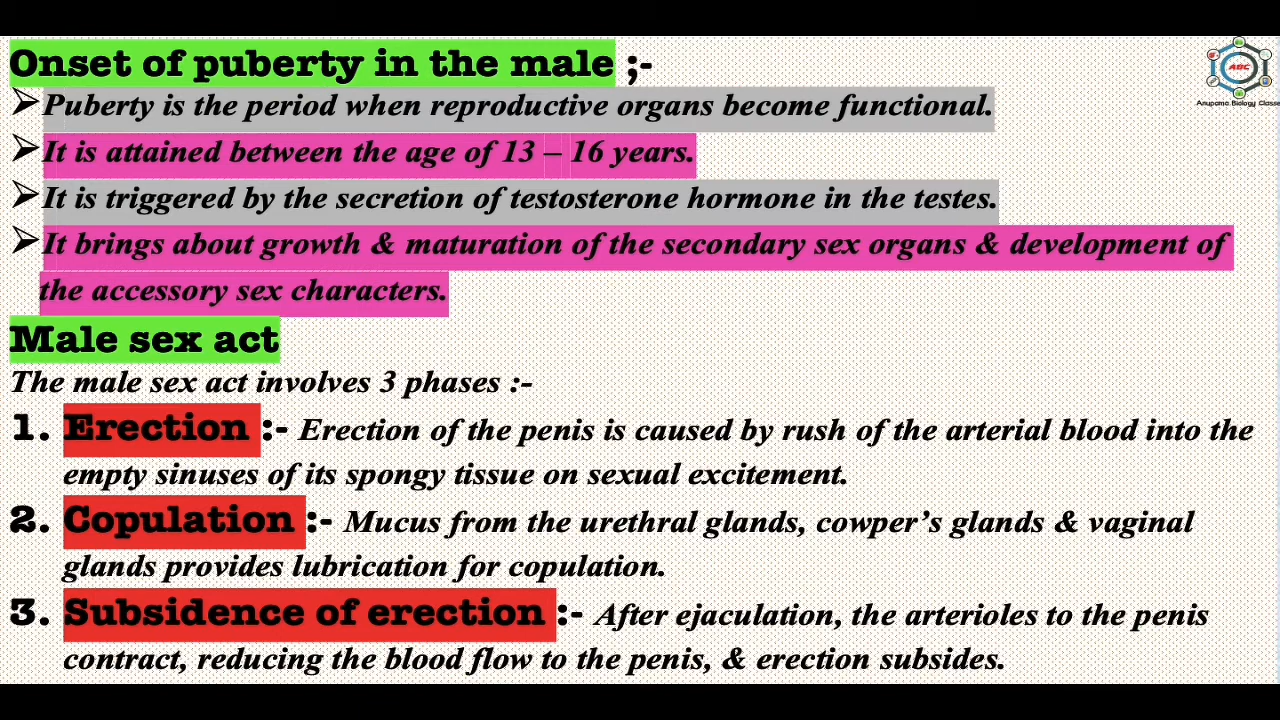 Onset of puberty in the male ;-
ABC
Anupama Biology Classe
➢ Puberty is the period when reproductive organs become functional.
➢ It is attained between the age of 13 – 16 years.
➢ It is triggered by the secretion of testosterone hormone in the testes.
➢ It brings about growth & maturation of the secondary sex organs & development of
the accessory sex characters.
Male sex act
The male sex act involves 3 phases :-
1. Erection :- Erection of the penis is caused by rush of the arterial blood into the
empty sinuses of its spongy tissue on sexual excitement.
2. Copulation :- Mucus from the urethral glands, cowper’s glands & vaginal
glands provides lubrication for copulation.
3. Subsidence of erection :- After ejaculation, the arterioles to the penis
contract, reducing the blood flow to the penis, & erection subsides.